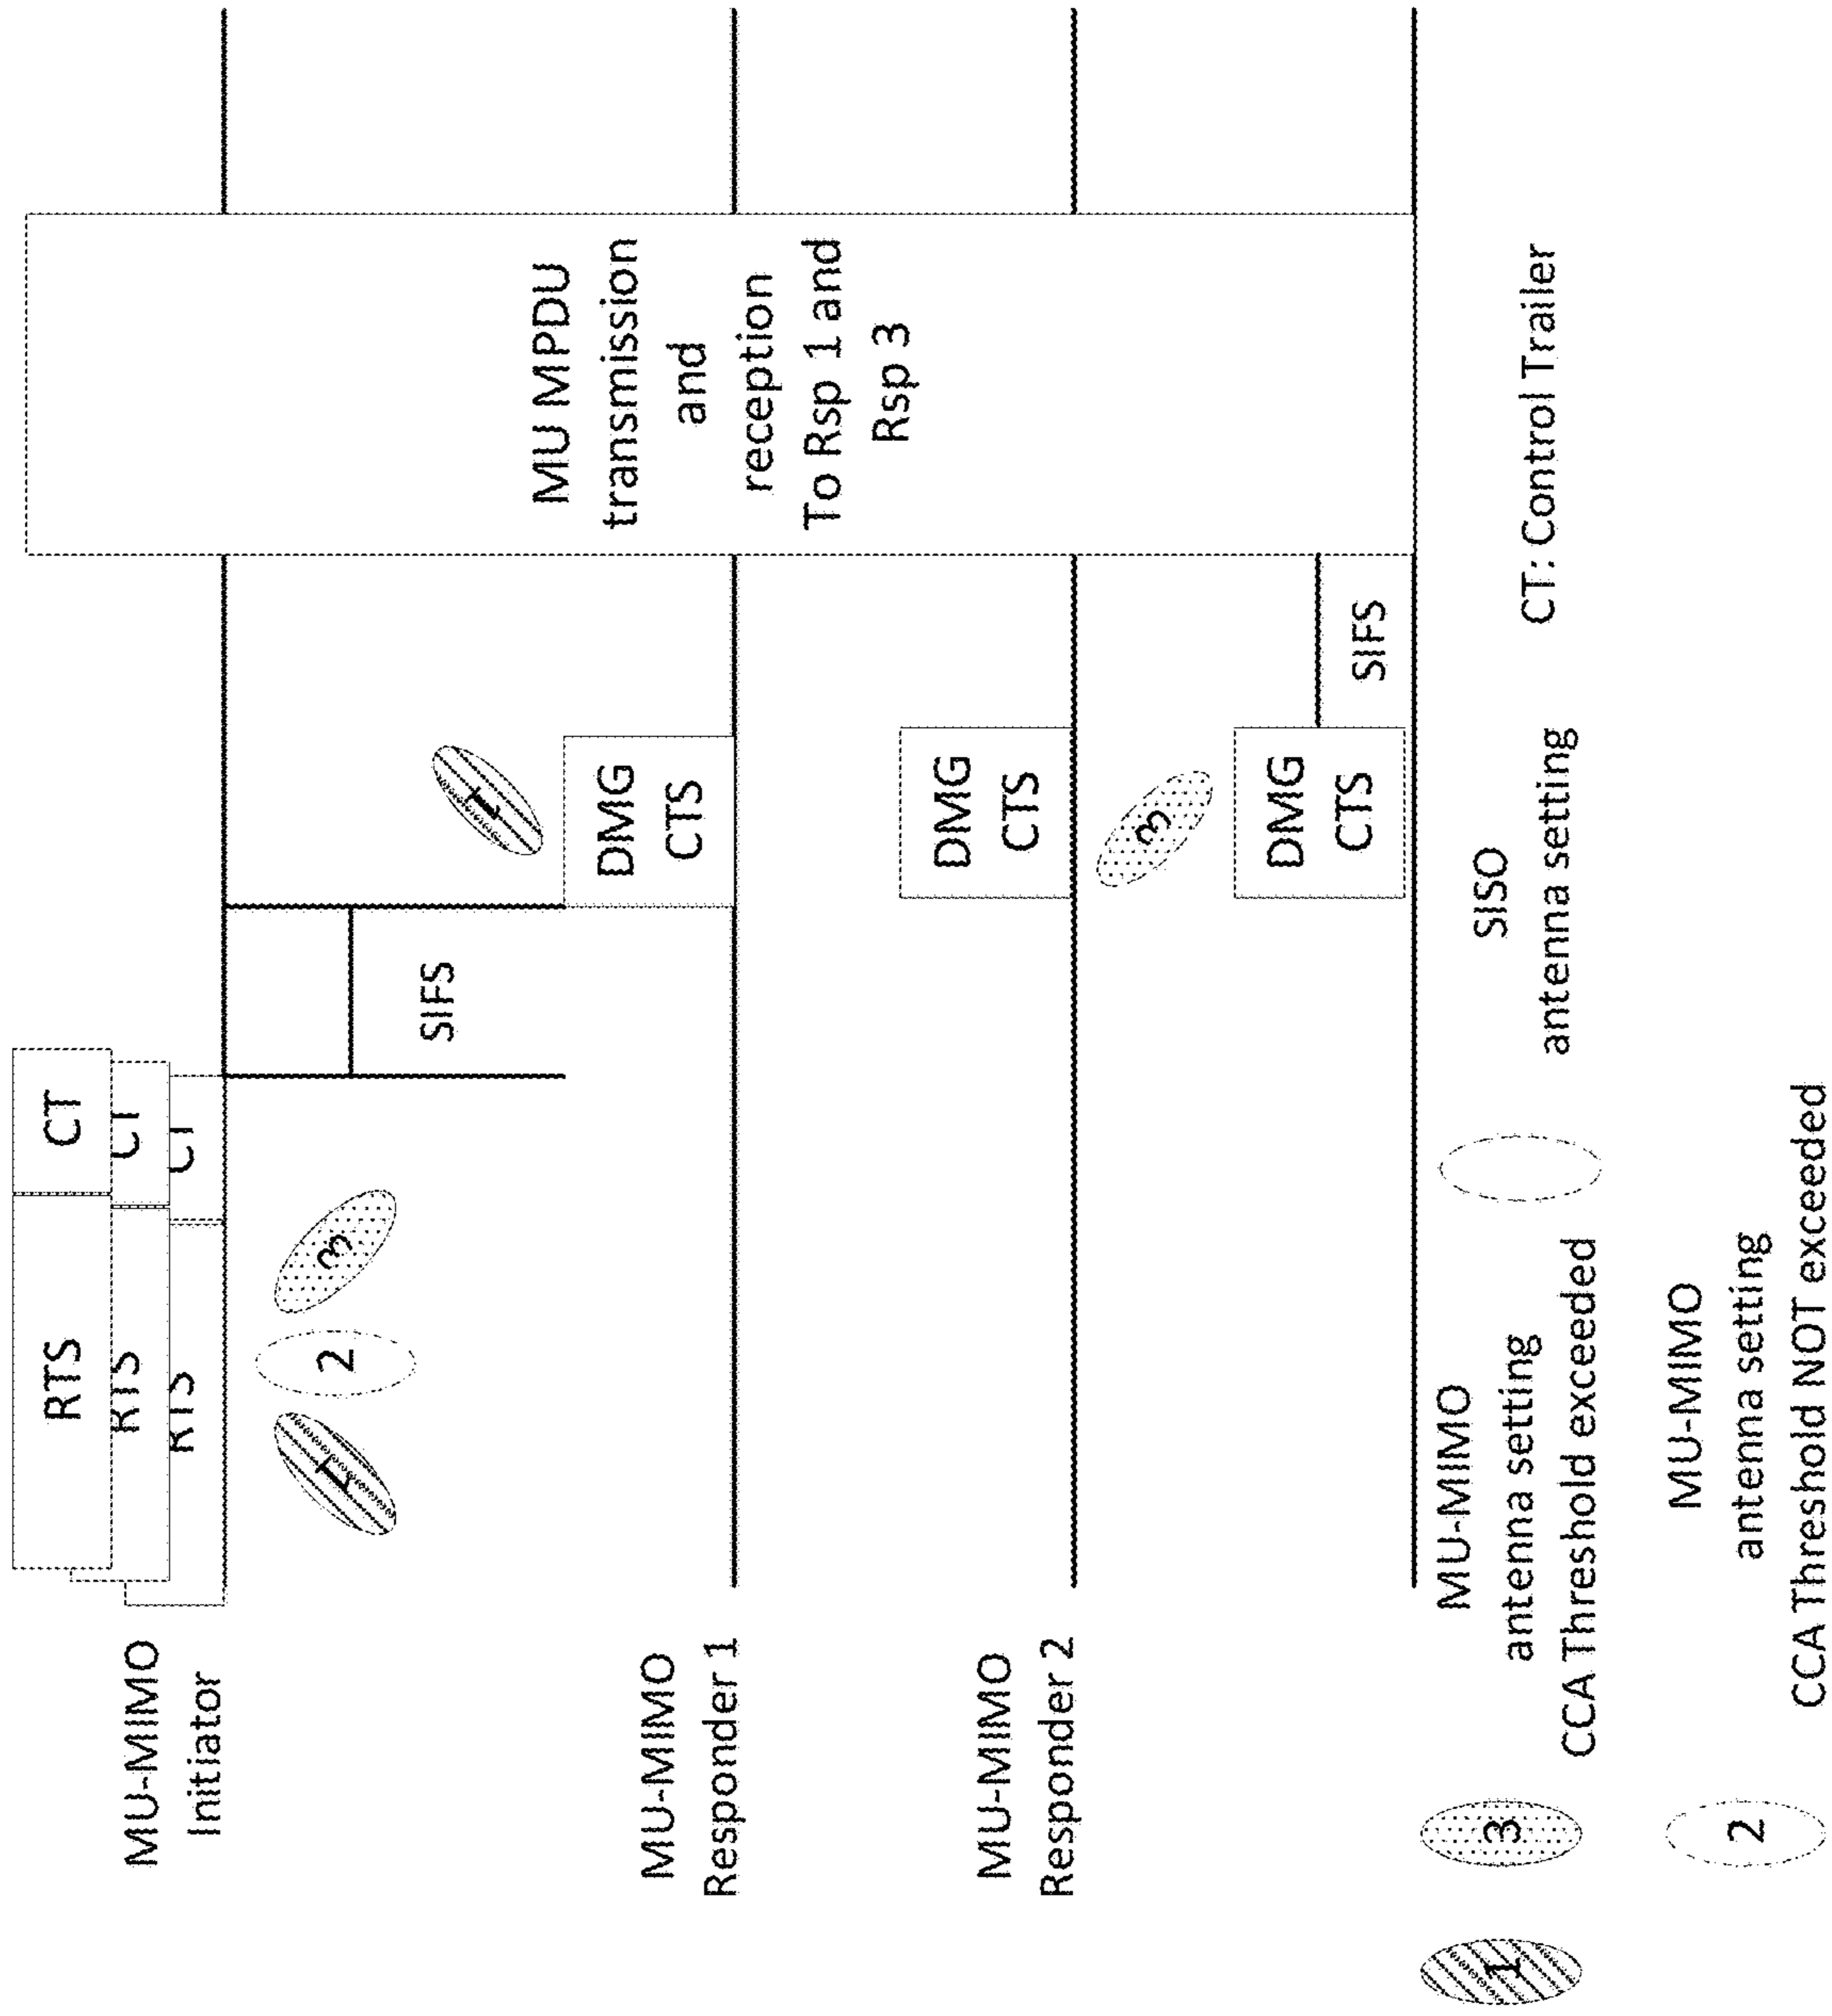 RTS
CT
RTS
CT
RTS
CT
MU-MIMO
Initiator
1
2
3
SIFS
1
MU-MIMO
Responder 1
DMG
CTS
MU MPDU
transmission
and
reception
To Rsp 1 and
Rsp 3
MU-MIMO
Responder 2
DMG
CTS
3
DMG
CTS
SIFS
1
3
MU-MIMO
antenna setting
CCA Threshold exceeded
SISO
antenna setting
CT: Control Trailer
2
MU-MIMO
antenna setting
CCA Threshold NOT exceeded